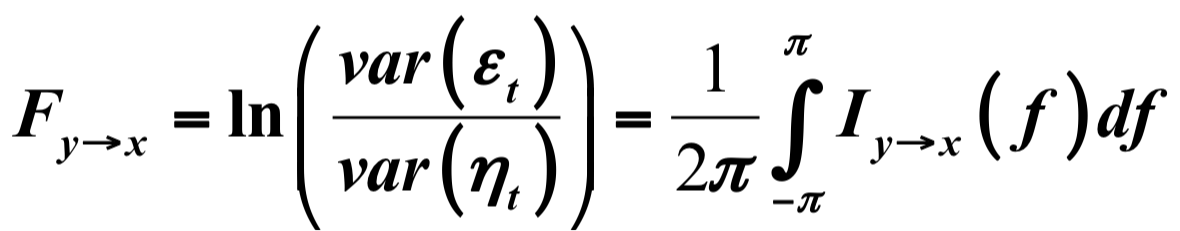 F_{y→x} = ln( var(ε_t) / var(η_t) ) = 1/2π ∫_{-π}^{π} I_{y→x}(f)df